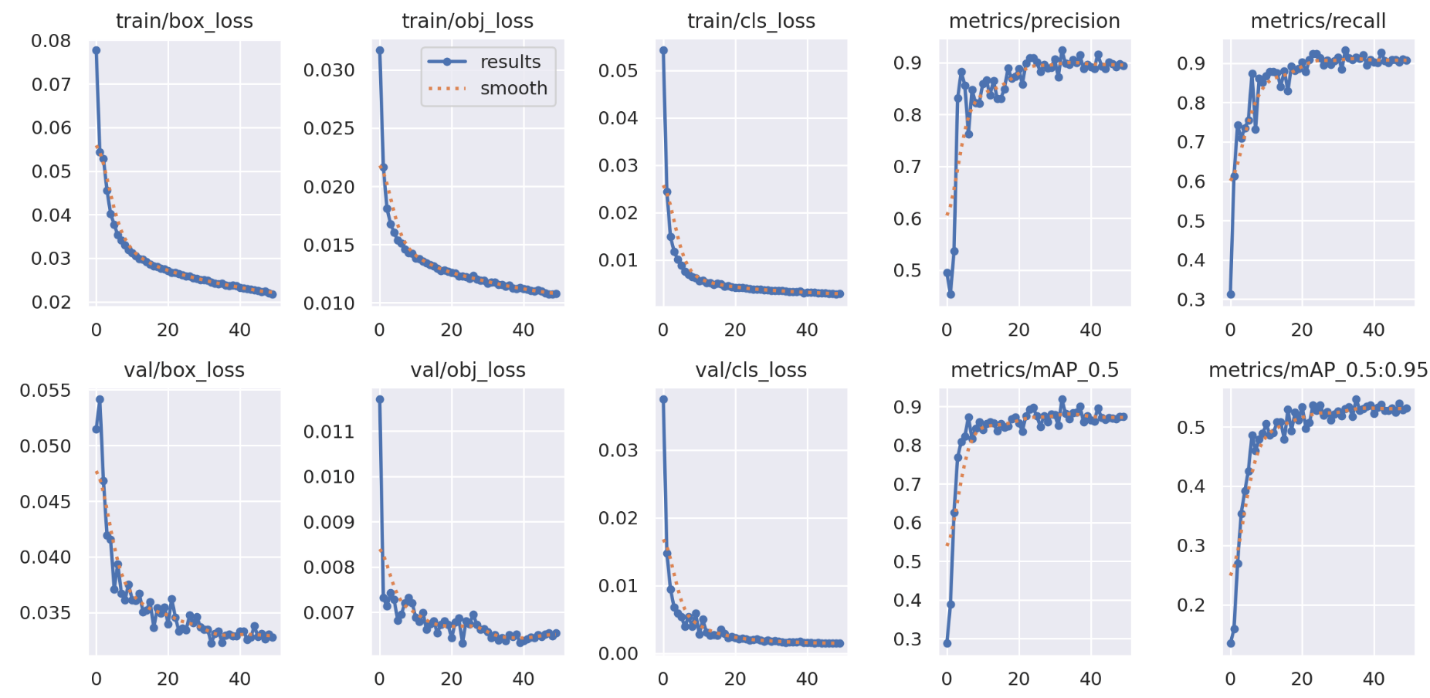 train/box_loss
0.08
0.07
0.06
0.05
0.04
0.03
0.02
0 20 40
train/obj_loss
results
smooth
0.030
0.025
0.020
0.015
0.010
0 20 40
train/cls_loss
0.05
0.04
0.03
0.02
0.01
0 20 40
metrics/precision
0.9
0.8
0.7
0.6
0.5
0 20 40
metrics/recall
0.9
0.8
0.7
0.6
0.5
0.4
0.3
0 20 40
val/box_loss
0.055
0.050
0.045
0.040
0.035
0 20 40
val/obj_loss
0.011
0.010
0.009
0.008
0.007
0 20 40
val/cls_loss
0.03
0.02
0.01
0.00
0 20 40
metrics/mAP_0.5
0.9
0.8
0.7
0.6
0.5
0.4
0.3
0 20 40
metrics/mAP_0.5:0.95
0.5
0.4
0.3
0.2
0 20 40